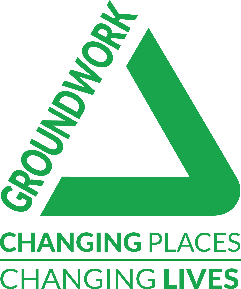 GROUNDWORK
CHANGING PLACES
CHANGING LIVES